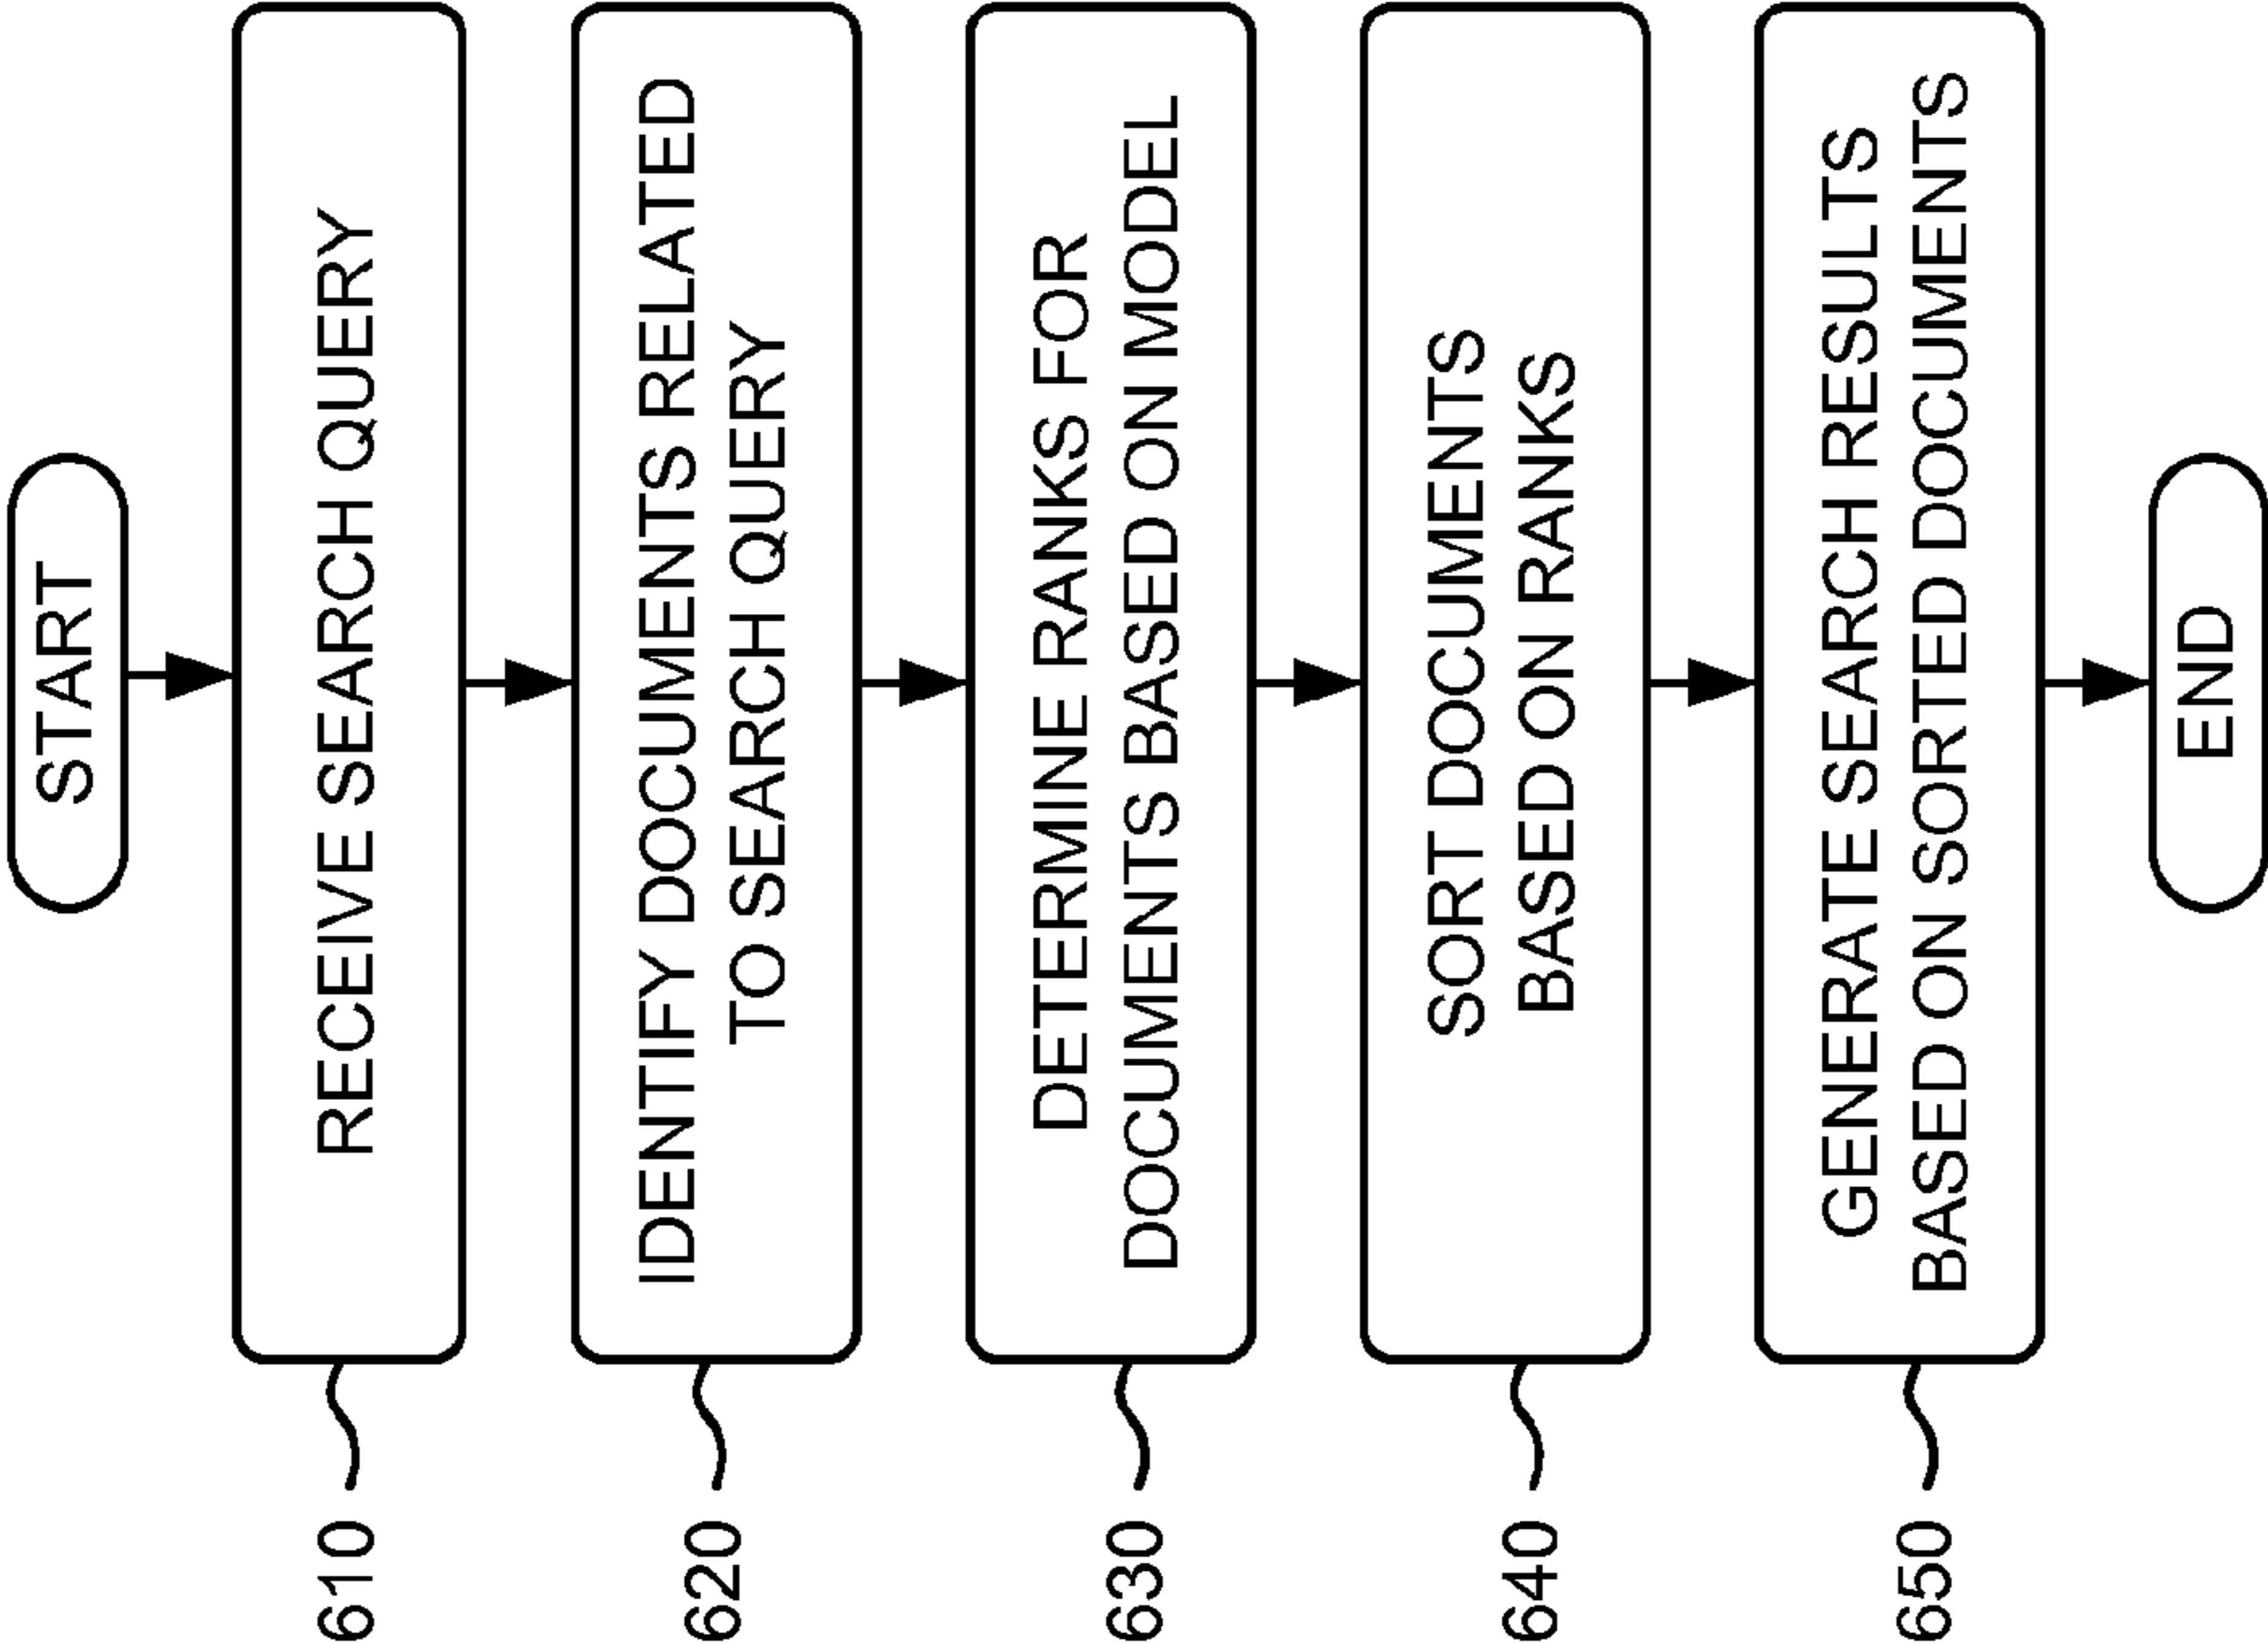 START
610
RECEIVE SEARCH QUERY
620
IDENTIFY DOCUMENTS RELATED
TO SEARCH QUERY
630
DETERMINE RANKS FOR
DOCUMENTS BASED ON MODEL
640
SORT DOCUMENTS
BASED ON RANKS
650
GENERATE SEARCH RESULTS
BASED ON SORTED DOCUMENTS
END